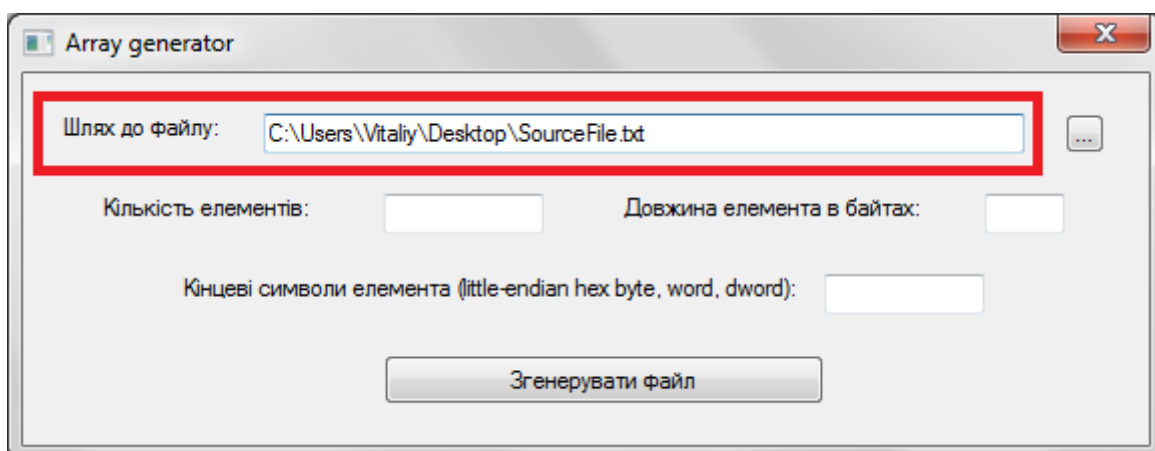 Array generator
Шлях до файлу: C:\Users\Vitaliy\Desktop\SourceFile.txt ...
Кількість елементів: Довжина елемента в байтах:
Кінцеві символи елемента (little-endian hex byte, word, dword):
Згенерувати файл